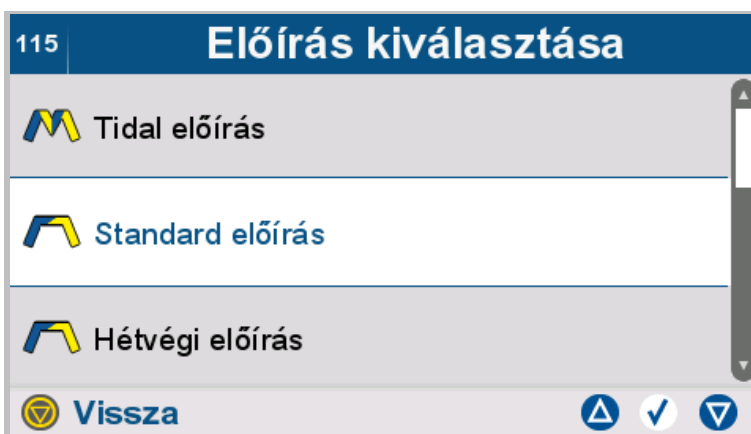 115
Előírás kiválasztása
Tidal előírás
Standard előírás
Hétvégi előírás
Vissza